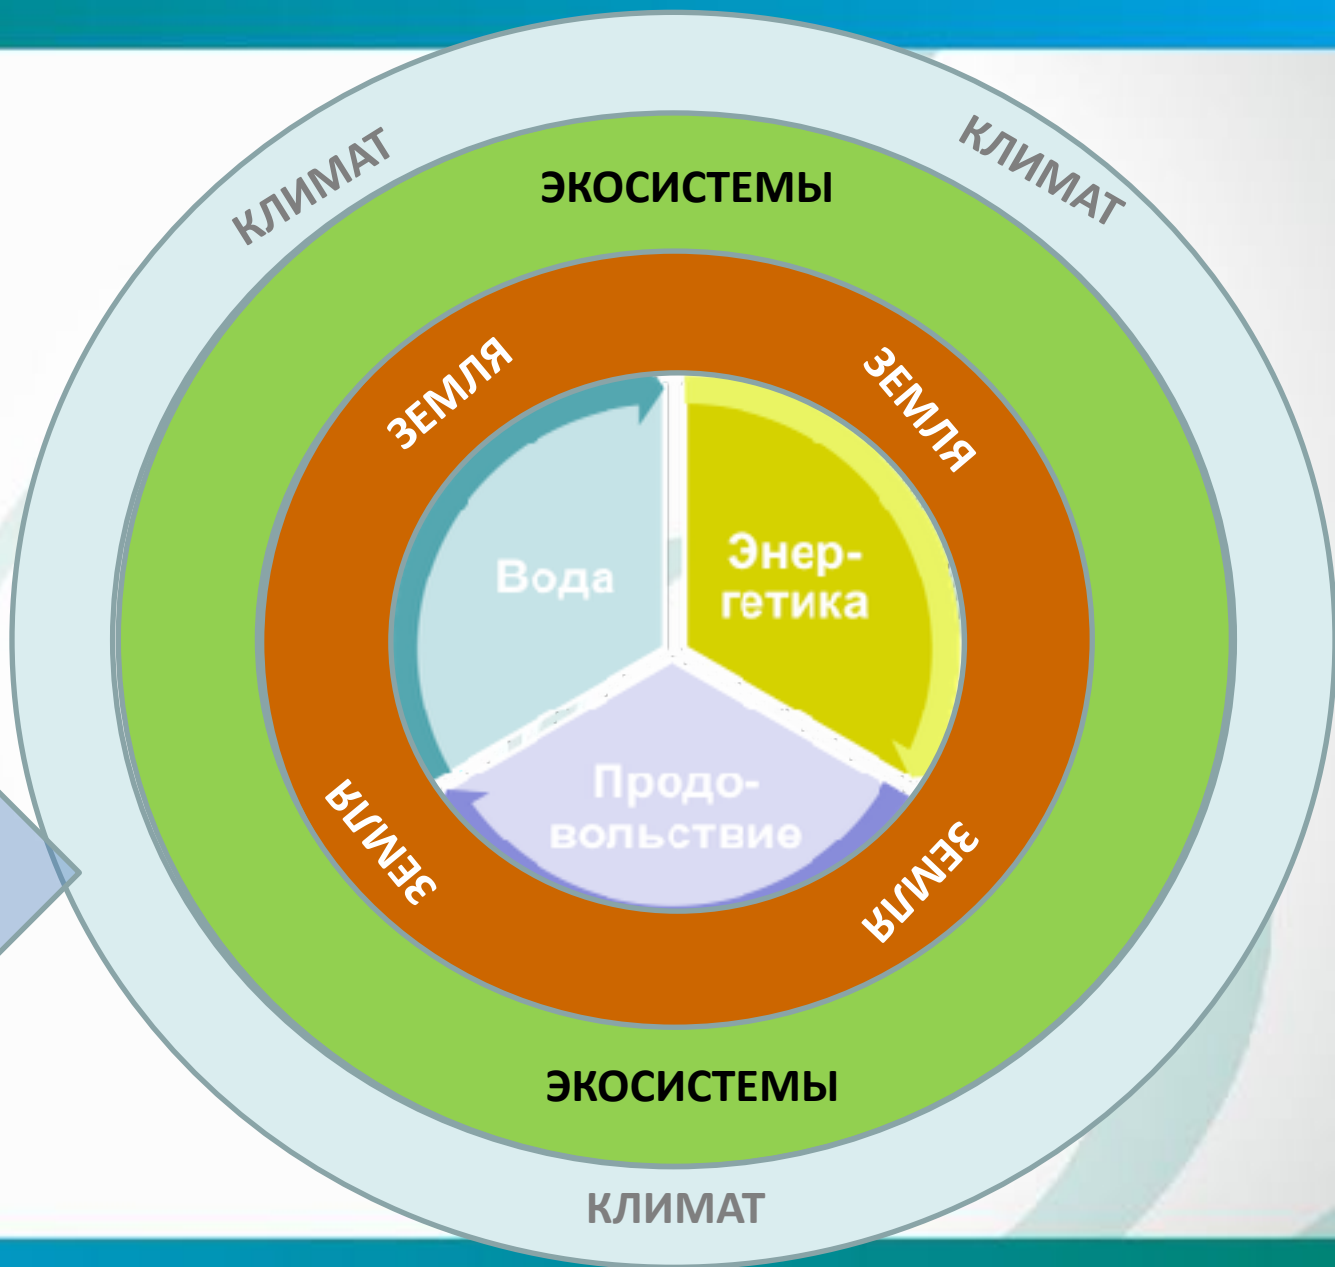 КЛИМАТ
КЛИМАТ
ЭКОСИСТЕМЫ
ЗЕМЛЯ
ЗЕМЛЯ
Вода
Энер-
гетика
Продо-
вольствие
ЗЕМЛЯ
ЗЕМЛЯ
ЭКОСИСТЕМЫ
КЛИМАТ